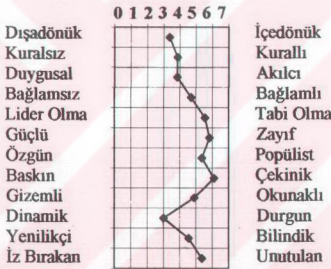 0 1 2 3 4 5 6 7
Dışadönük İçedönük
Kuralsız Kurallı
Duygusal Akılcı
Bağlamsız Bağlamlı
Lider Olma Tabi Olma
Güçlü Zayıf
Özgün Popülist
Baskın Çekinik
Gizemli Okunaklı
Dinamik Durgun
Yenilikçi Bilindik
İz Bırakan Unutulan